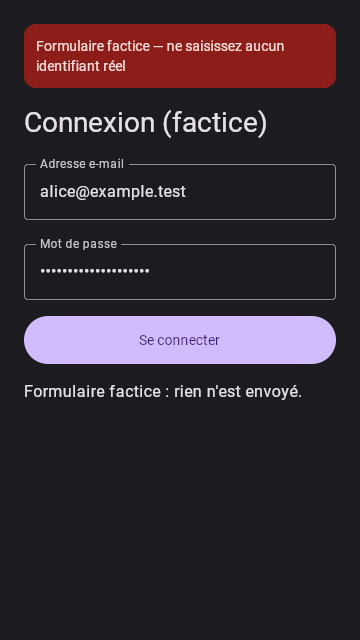 Formulaire factice — ne saisissez aucun
identifiant réel
Connexion (factice)
Adresse e-mail
alice@example.test
Mot de passe
••••••••••••••••••••
Se connecter
Formulaire factice : rien n'est envoyé.